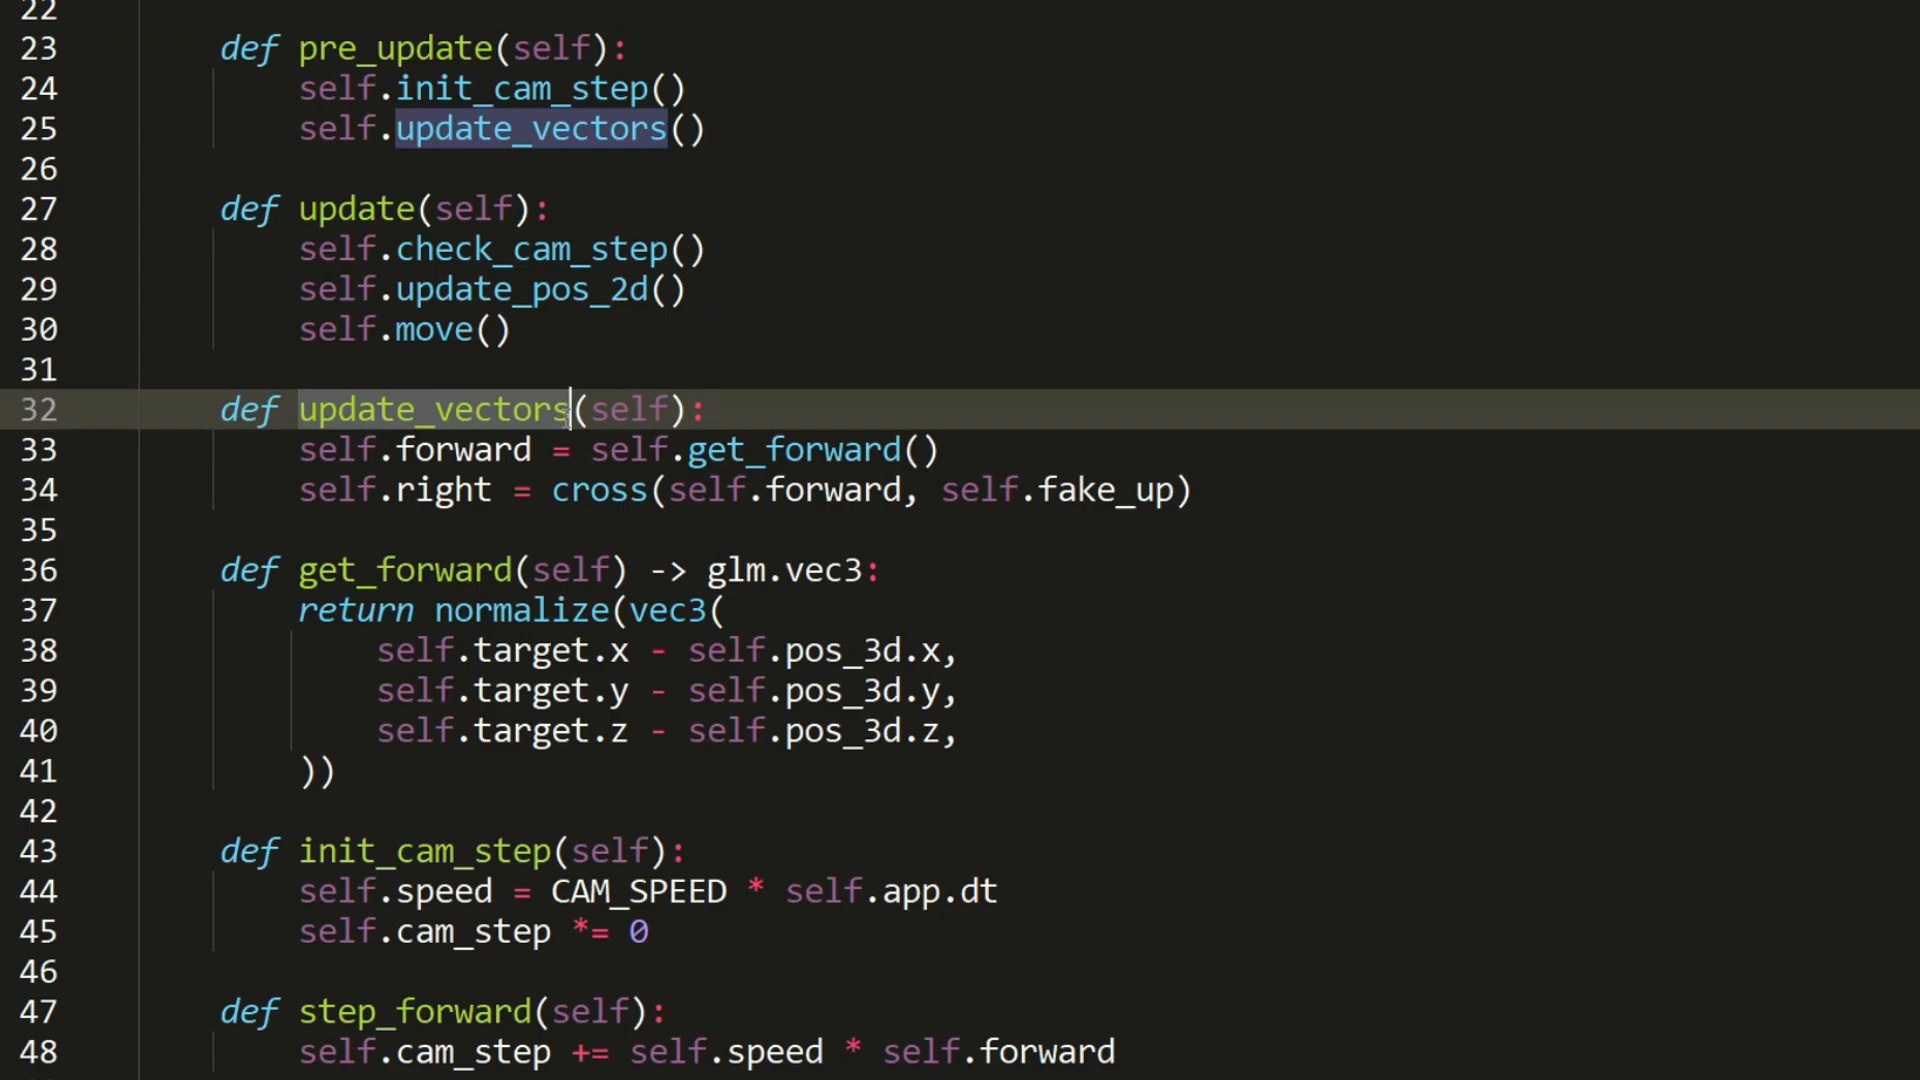 22
23 def pre_update(self):
24 self.init_cam_step()
25 self.update_vectors()
26
27 def update(self):
28 self.check_cam_step()
29 self.update_pos_2d()
30 self.move()
31
32 def update_vectors(self):
33 self.forward = self.get_forward()
34 self.right = cross(self.forward, self.fake_up)
35
36 def get_forward(self) -> glm.vec3:
37 return normalize(vec3(
38 self.target.x - self.pos_3d.x,
39 self.target.y - self.pos_3d.y,
40 self.target.z - self.pos_3d.z,
41 ))
42
43 def init_cam_step(self):
44 self.speed = CAM_SPEED * self.app.dt
45 self.cam_step *= 0
46
47 def step_forward(self):
48 self.cam_step += self.speed * self.forward